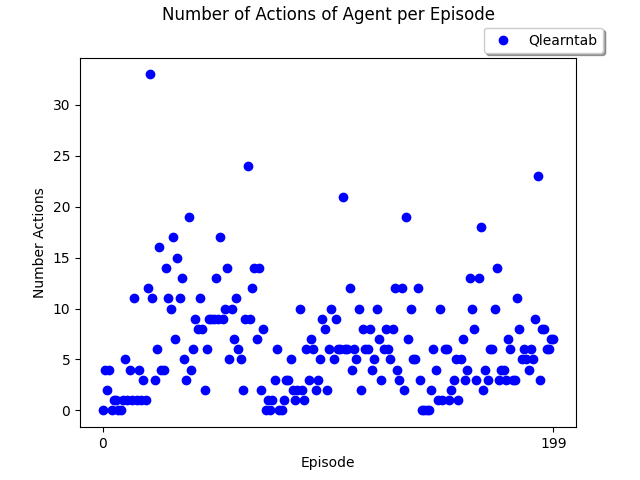 Number of Actions of Agent per Episode
Qlearntab
30
25
20
15
10
5
0
Number Actions
0
199
Episode